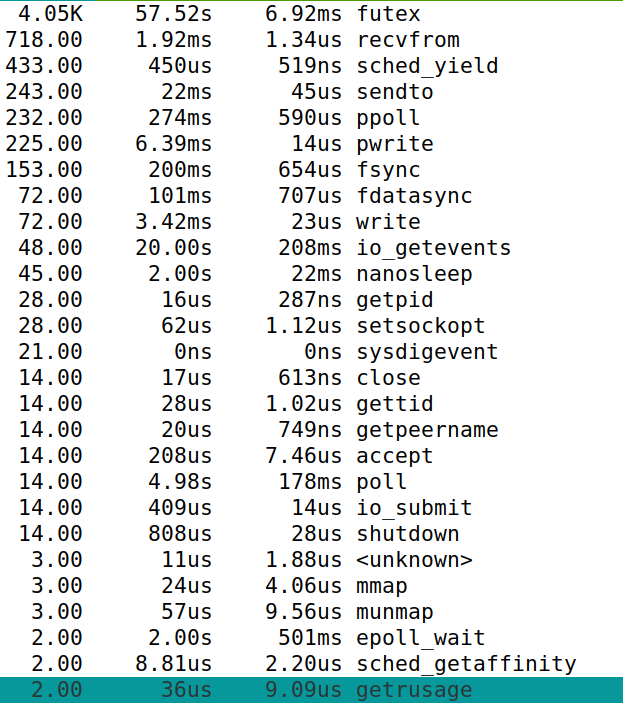 4.05K 57.52s 6.92ms futex
718.00 1.92ms 1.34us recvfrom
433.00 450us 519ns sched_yield
243.00 22ms 45us sendto
232.00 274ms 590us ppoll
225.00 6.39ms 14us pwrite
153.00 200ms 654us fsync
72.00 101ms 707us fdatasync
72.00 3.42ms 23us write
48.00 20.00s 208ms io_getevents
45.00 2.00s 22ms nanosleep
28.00 16us 287ns getpid
28.00 62us 1.12us setsockopt
21.00 0ns 0ns sysdigevent
14.00 17us 613ns close
14.00 28us 1.02us gettid
14.00 20us 749ns getpeername
14.00 208us 7.46us accept
14.00 4.98s 178ms poll
14.00 409us 14us io_submit
14.00 808us 28us shutdown
3.00 11us 1.88us <unknown>
3.00 24us 4.06us mmap
3.00 57us 9.56us munmap
2.00 2.00s 501ms epoll_wait
2.00 8.81us 2.20us sched_getaffinity
2.00 36us 9.09us getrusage